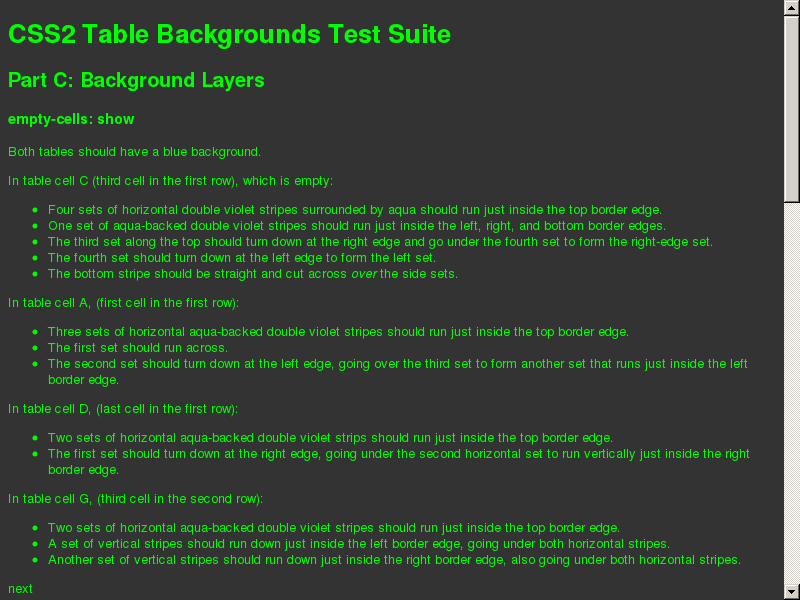 CSS2 Table Backgrounds Test Suite
Part C: Background Layers
empty-cells: show
Both tables should have a blue background.
In table cell C (third cell in the first row), which is empty:
Four sets of horizontal double violet stripes surrounded by aqua should run just inside the top border edge.
One set of aqua-backed double violet stripes should run just inside the left, right, and bottom border edges.
The third set along the top should turn down at the right edge and go under the fourth set to form the right-edge set.
The fourth set should turn down at the left edge to form the left set.
The bottom stripe should be straight and cut across over the side sets.
In table cell A, (first cell in the first row):
Three sets of horizontal aqua-backed double violet stripes should run just inside the top border edge.
The first set should run across.
The second set should turn down at the left edge, going over the third set to form another set that runs just inside the left
border edge.
In table cell D, (last cell in the first row):
Two sets of horizontal aqua-backed double violet strips should run just inside the top border edge.
The first set should turn down at the right edge, going under the second horizontal set to run vertically just inside the right
border edge.
In table cell G, (third cell in the second row):
Two sets of horizontal aqua-backed double violet stripes should run just inside the top border edge.
A set of vertical stripes should run down just inside the left border edge, going under both horizontal stripes.
Another set of vertical stripes should run down just inside the right border edge, also going under both horizontal stripes.
next